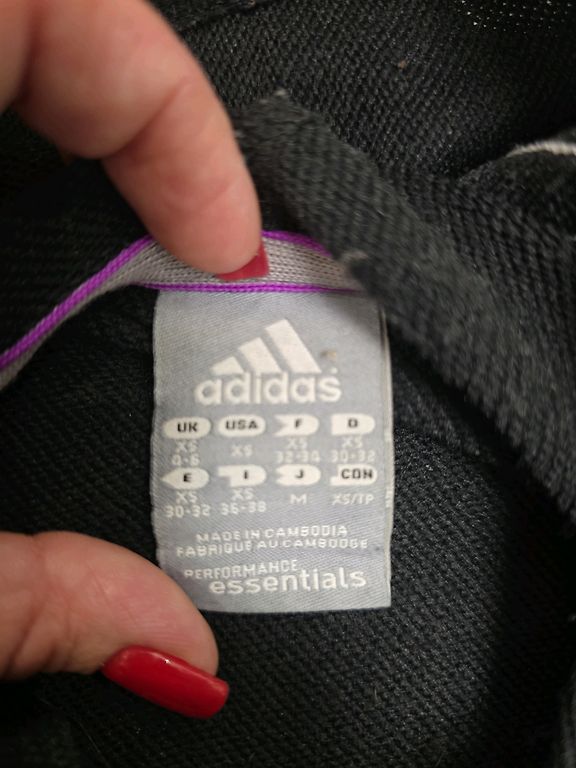 adidas
UK USA F D
XS XS XS XS
4-6 32-34 30-32
E I J CDN
XS XS M XS/TP
30-32 36-38
MADE IN CAMBODIA
FABRIQUE AU CAMBODGE
PERFORMANCE
essentials